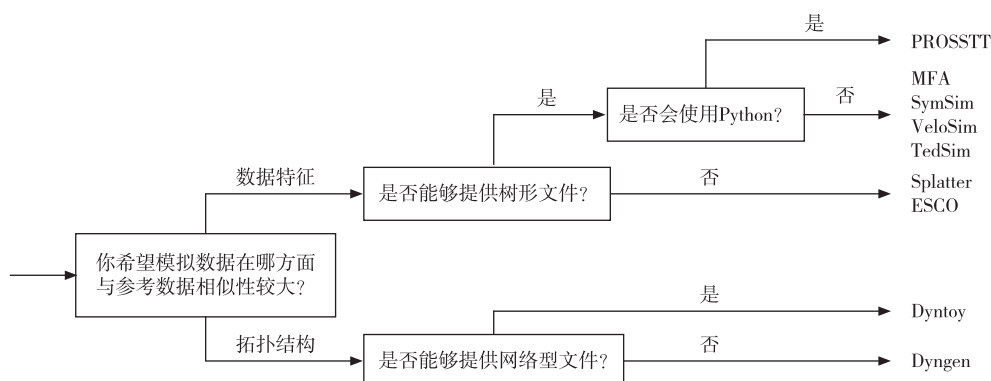 是
PROSSTT
是
是否会使用Python?
否
MFA
SymSim
VeloSim
TedSim
数据特征
是否能够提供树形文件?
否
Splatter
ESCO
你希望模拟数据在哪方面
与参考数据相似性较大?
是
Dyntoy
拓扑结构
是否能够提供网络型文件?
否
Dyngen